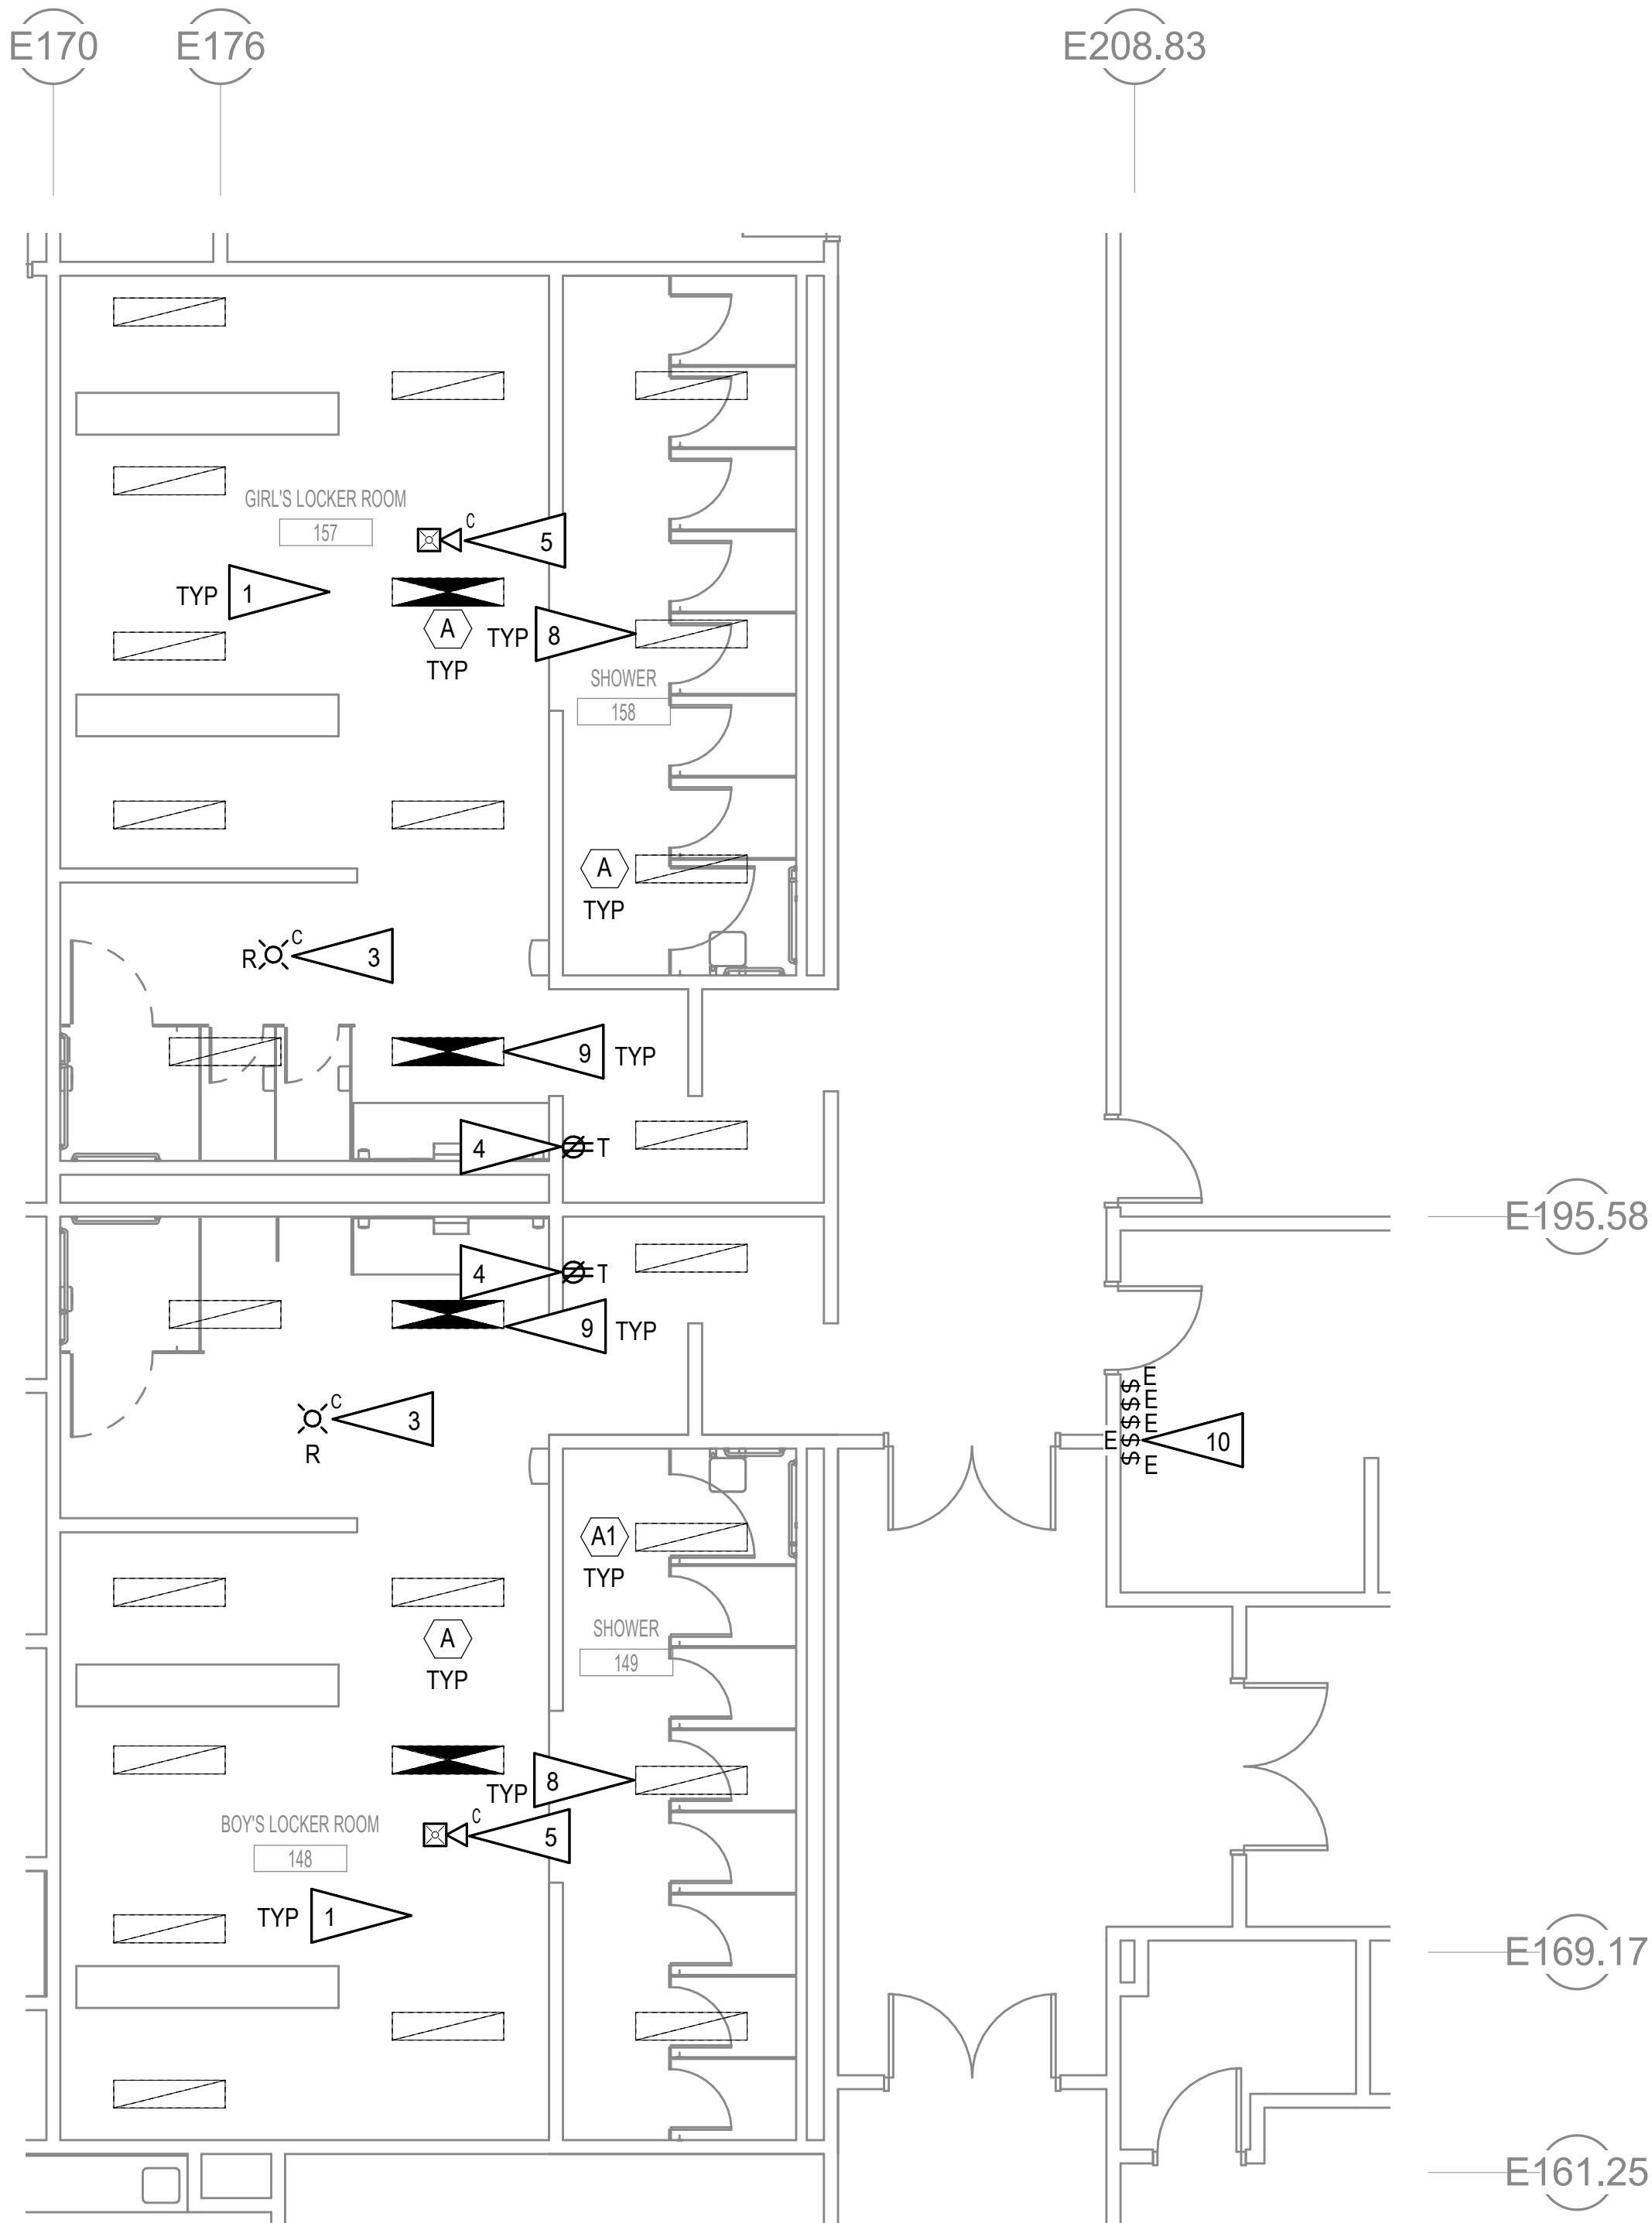 E170
E176
E208.83
GIRL'S LOCKER ROOM
157
C
5
TYP
1
A
TYP
TYP
8
SHOWER
158
A
TYP
R
C
3
9
TYP
4
T
E195.58
4
T
9
TYP
C
3
R
E
E
E
E
E
$
$
$
$
$
10
A1
TYP
A
TYP
SHOWER
149
TYP
8
BOY'S LOCKER ROOM
148
C
5
TYP
1
E169.17
E161.25